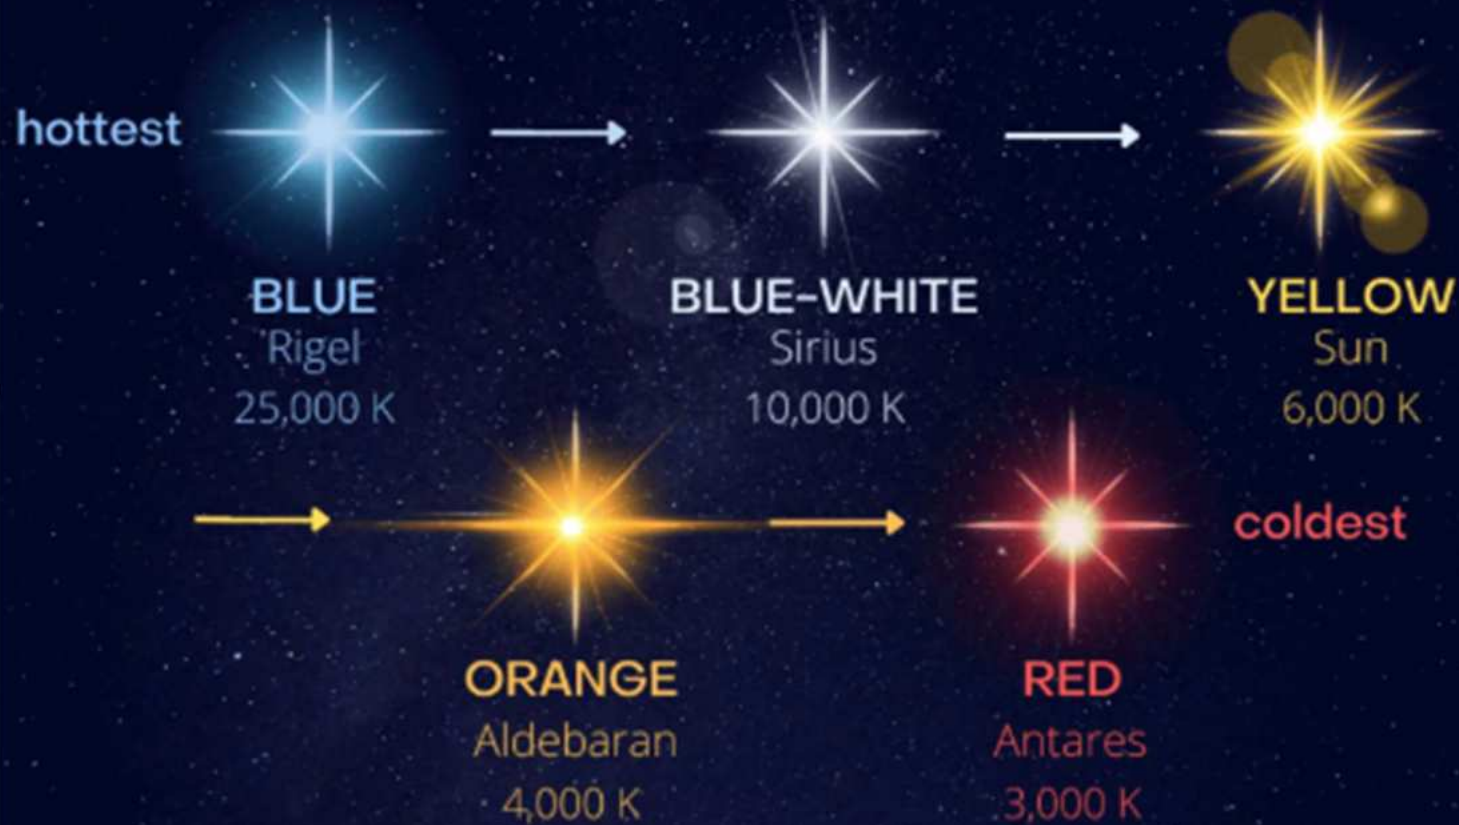 hottest
BLUE
Rigel
25,000 K
BLUE-WHITE
Sirius
10,000 K
YELLOW
Sun
6,000 K
ORANGE
Aldebaran
4,000 K
RED
Antares
3,000 K
coldest